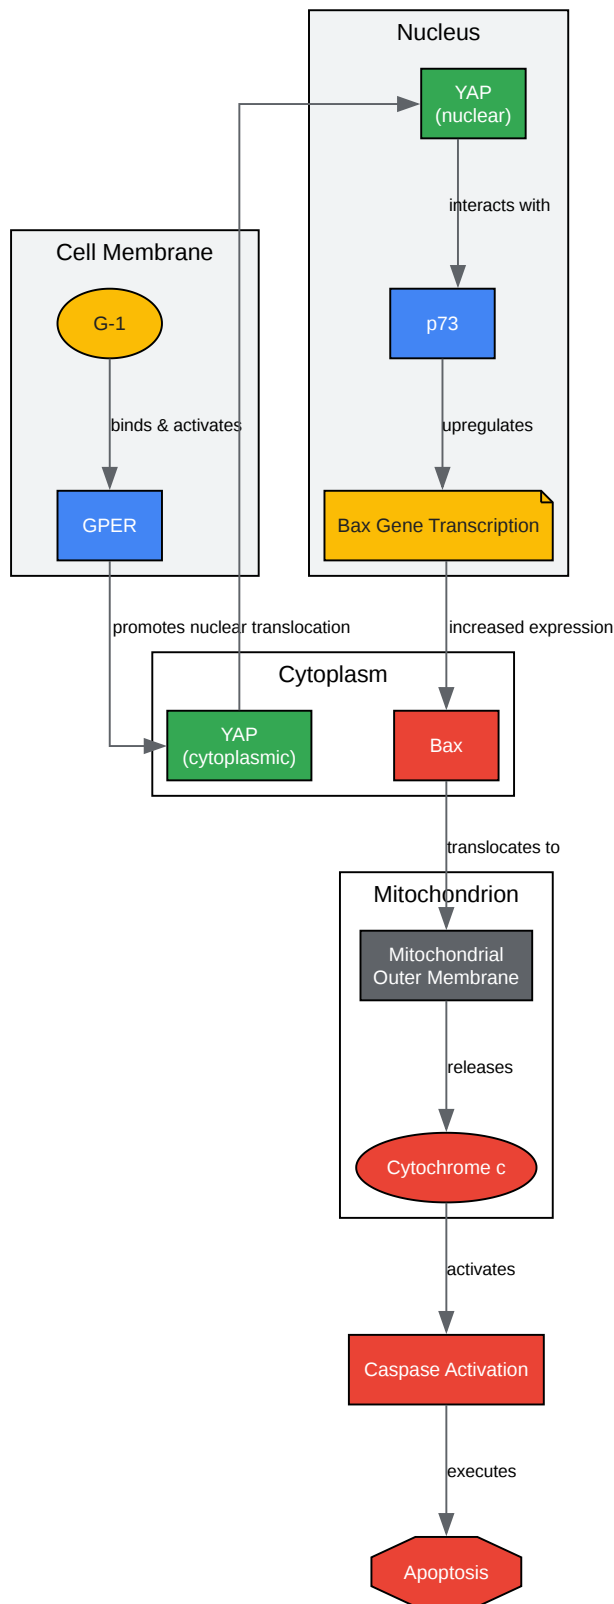 Nucleus
YAP
(nuclear)
interacts with
Cell Membrane
G-1
p73
binds & activates
upregulates
GPER
Bax Gene Transcription
promotes nuclear translocation
increased expression
Cytoplasm
YAP
(cytoplasmic)
Bax
translocates to
Mitochondrion
Mitochondrial
Outer Membrane
releases
Cytochrome c
activates
Caspase Activation
executes
Apoptosis